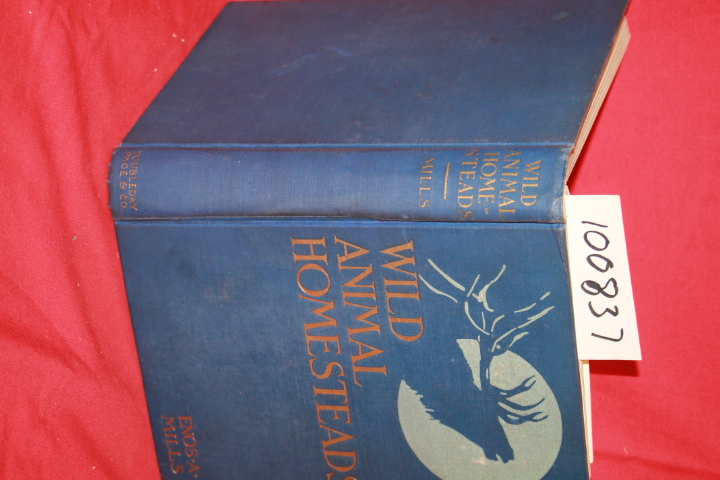 WILD
ANIMAL
HOME-
STEADS
MILLS
DOUBLEDAY
PAGE & CO
WILD
ANIMAL
HOMESTEADS
ENOS·A·
MILLS
100837